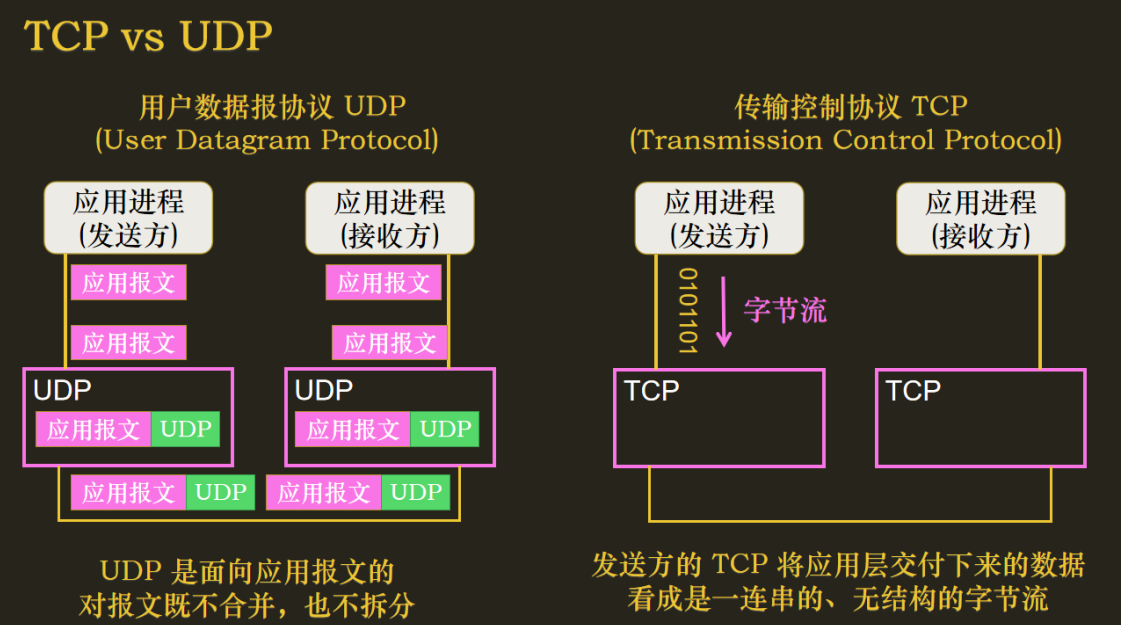 TCP vs UDP
用户数据报协议 UDP
(User Datagram Protocol)
应用进程
(发送方)
应用进程
(接收方)
应用报文
应用报文
应用报文
应用报文
UDP
应用报文 UDP
UDP
应用报文 UDP
应用报文 UDP
应用报文 UDP
UDP 是面向应用报文的
对报文既不合并，也不拆分
传输控制协议 TCP
(Transmission Control Protocol)
应用进程
(发送方)
应用进程
(接收方)
0101101
字节流
TCP
TCP
发送方的 TCP 将应用层交付下来的数据
看成是一连串的、无结构的字节流